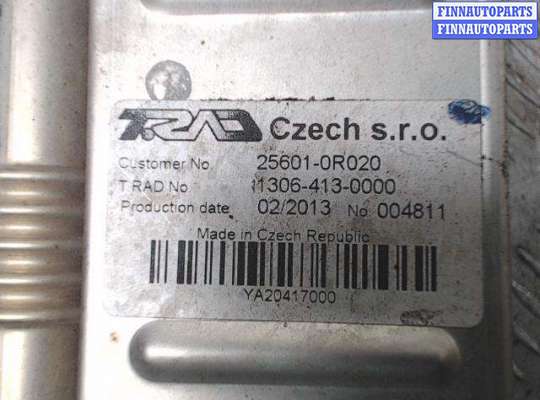 FINNAUTOPARTS
FINNAUTOPARTS
T.RAD Czech s.r.o.
Customer No 25601-0R020
T RAD No 11306-413-0000
Production date 02/2013 No 004811
Made in Czech Republic
YA20417000